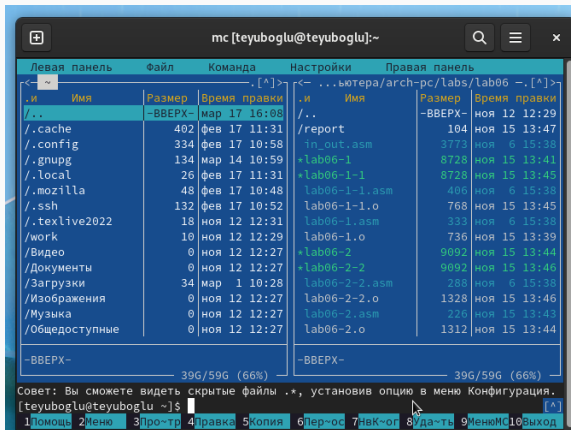 mc [teyuboglu@teyuboglu]:~
Левая панель Файл Команда Настройки Правая панель
<- ~ .[^]> <- ...ьютера/arch-pc/labs/lab06 -.[^]>
.и Имя Размер Время правки .и Имя Размер Время правки
/.. -ВВЕРХ- мар 17 16:08 /.. -ВВЕРХ- ноя 12 12:29
/.cache 402 фев 17 11:31 /report 104 ноя 15 13:47
/.config 334 фев 17 10:58 in_out.asm 3773 ноя 6 15:38
/.gnupg 134 мар 14 10:59 *lab06-1 8728 ноя 15 13:41
/.local 26 фев 17 11:31 *lab06-1-1 8728 ноя 15 13:45
/.mozilla 48 фев 17 10:48 lab06-1-1.asm 406 ноя 6 15:38
/.ssh 132 фев 17 10:52 lab06-1-1.o 768 ноя 15 13:45
/.texlive2022 18 ноя 12 12:31 lab06-1.asm 333 ноя 6 15:38
/work 10 ноя 12 12:29 lab06-1.o 736 ноя 15 13:39
/Видео 0 ноя 12 12:27 *lab06-2 9092 ноя 15 13:44
/Документы 0 ноя 12 12:27 *lab06-2-2 9092 ноя 15 13:46
/Загрузки 34 мар 1 10:28 lab06-2-2.asm 288 ноя 6 15:38
/Изображения 0 ноя 12 12:27 lab06-2-2.o 1328 ноя 15 13:46
/Музыка 0 ноя 12 12:27 lab06-2.asm 226 ноя 15 13:43
/Общедоступные 0 ноя 12 12:27 lab06-2.o 1312 ноя 15 13:44
-ВВЕРХ- -ВВЕРХ-
39G/59G (66%) 39G/59G (66%)
Совет: Вы сможете видеть скрытые файлы .*, установив опцию в меню Конфигурация.
[teyuboglu@teyuboglu ~]$ [^]
1Помощь 2Меню 3Про~тр 4Правка 5Копия 6Пер~ос 7НвК~ог 8Уда~ть 9МенюМС 10Выход